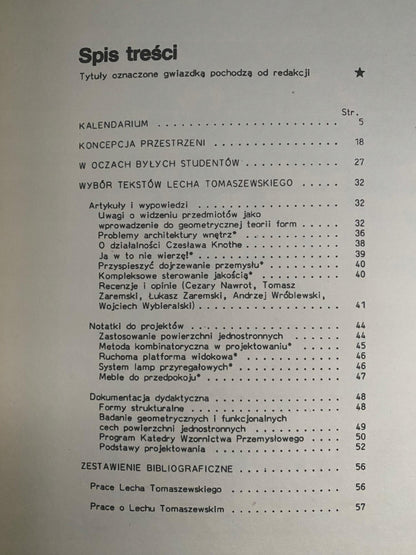 Spis treści
Tytuły oznaczone gwiazdką pochodzą od redakcji ★
Str.
KALENDARIUM . . . . . . . . . . . . . . . . 5
KONCEPCJA PRZESTRZENI . . . . . . . . . . . 18
W OCZACH BYŁYCH STUDENTÓW . . . . . . . . . 27
WYBÓR TEKSTÓW LECHA TOMASZEWSKIEGO . . . . . 32
Artykuły i wypowiedzi . . . . . . . . . . . 32
Uwagi o widzeniu przedmiotów jako
wprowadzenie do geometrycznej teorii form . . 32
Problemy architektury wnętrz* . . . . . . . 36
O działalności Czesława Knothe . . . . . . . 38
Ja w to nie wierzę!* . . . . . . . . . . . . 39
Przyspieszyć dojrzewanie przemysłu* . . . . 40
Kompleksowe sterowanie jakością* . . . . . . 40
Recenzje i opinie (Cezary Nawrot, Tomasz
Zaremski, Łukasz Zaremski, Andrzej Wróblewski,
Wojciech Wybieralski) . . . . . . . . . . . 41
Notatki do projektów . . . . . . . . . . . . 44
Zastosowanie powierzchni jednostronnych . . 44
Metoda kombinatoryczna w projektowaniu* . . 45
Ruchoma platforma widokowa* . . . . . . . . 46
System lamp przyregałowych* . . . . . . . . 46
Meble do przedpokoju* . . . . . . . . . . . 47
Dokumentacja dydaktyczna . . . . . . . . . . 48
Formy strukturalne . . . . . . . . . . . . . 48
Badanie geometrycznych i funkcjonalnych
cech powierzchni jednostronnych . . . . . . 49
Program Katedry Wzornictwa Przemysłowego . . 50
Podstawy projektowania . . . . . . . . . . . 52
ZESTAWIENIE BIBLIOGRAFICZNE . . . . . . . . 56
Prace Lecha Tomaszewskiego . . . . . . . . . 56
Prace o Lechu Tomaszewskim . . . . . . . . . 57